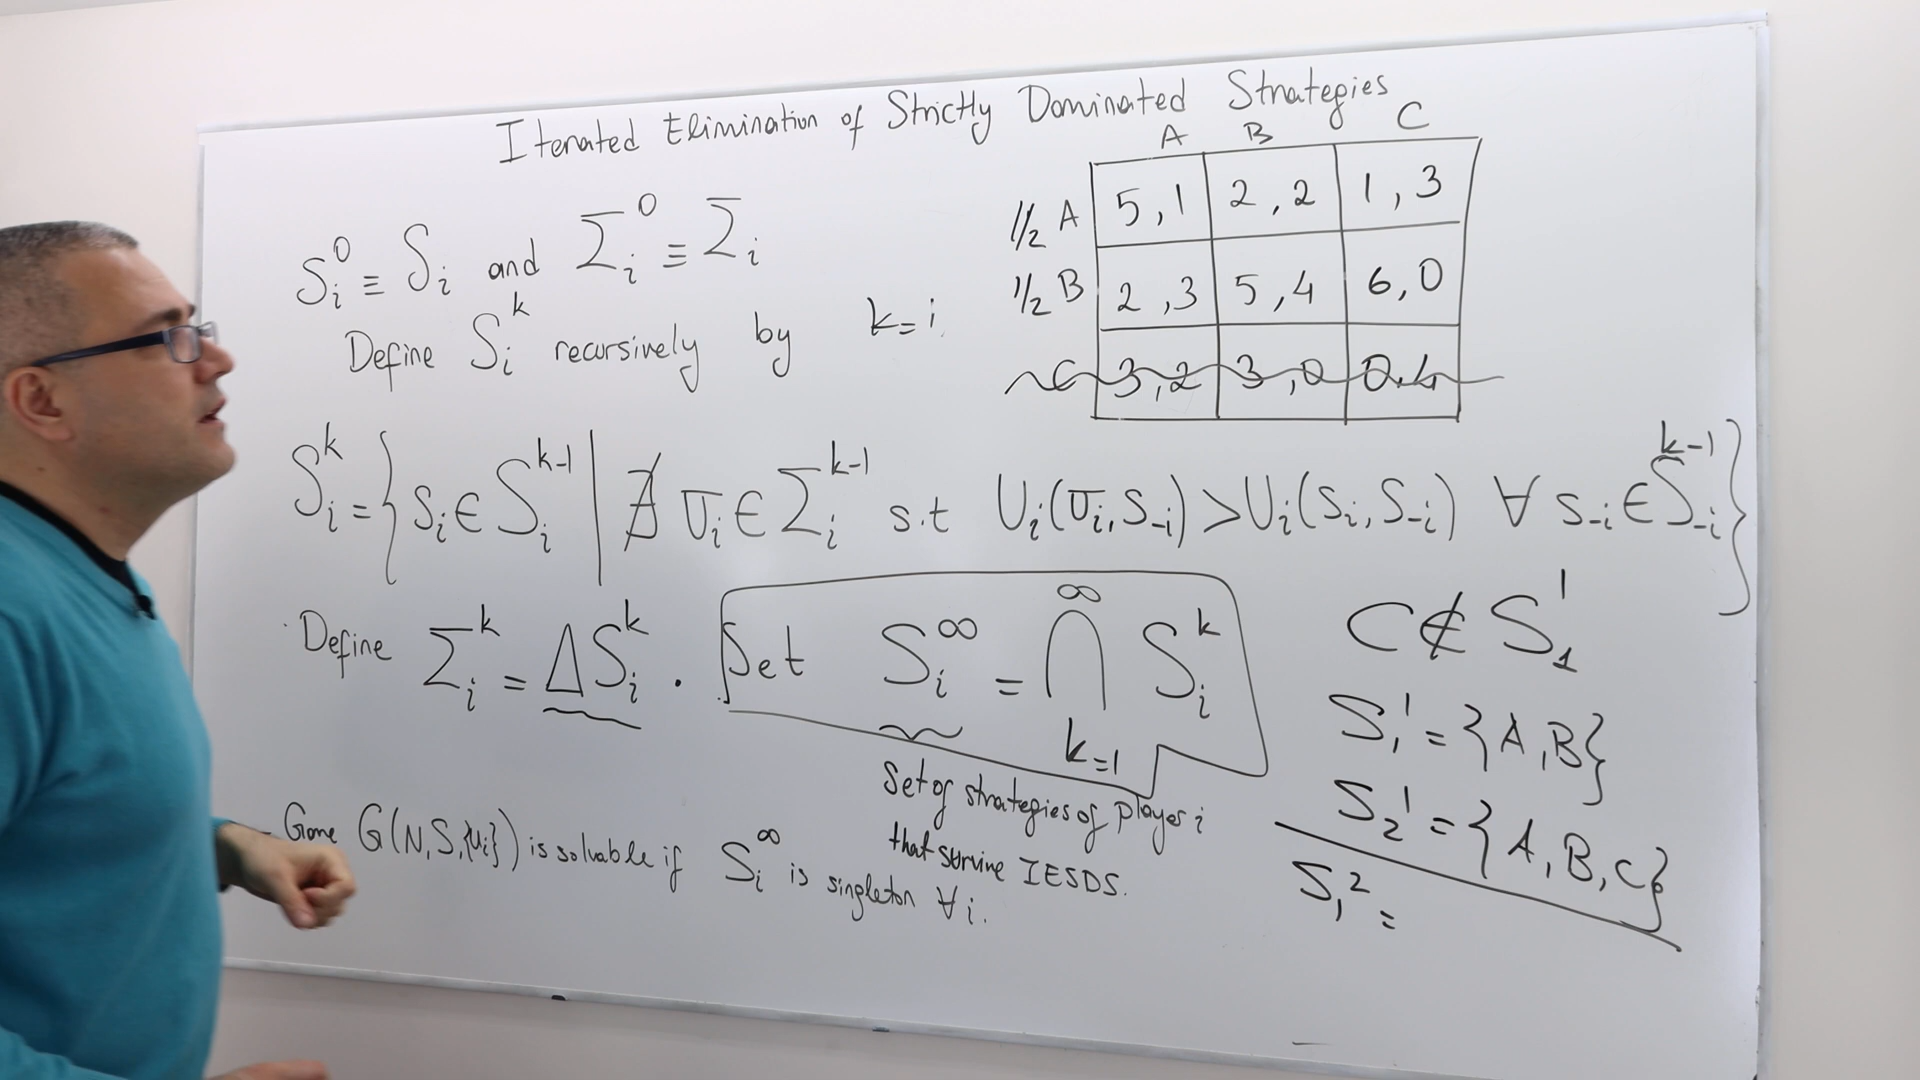 Iterated Elimination of Strictly Dominated Strategies
S_i^0 ≡ S_i and Σ_i^0 ≡ Σ_i
Define S_i^k recursively by k=i
A B C
1/2 A 5,1 2,2 1,3
1/2 B 2,3 5,4 6,0
C 3,2 3,0 0,4
S_i^k = { s_i ∈ S_i^{k-1} | ∄ σ_i ∈ Σ_i^{k-1} s.t U_i(σ_i, s_{-i}) > U_i(s_i, s_{-i}) ∀ s_{-i} ∈ S_{-i}^{k-1} }
Define Σ_i^k = Δ S_i^k . Set S_i^∞ = ⋂_{k=1}^∞ S_i^k
Set of strategies of player i
that survive IESDS.
- Game G(N,S,{u_i}) is solvable if S_i^∞ is singleton ∀ i.
C ∉ S_1^1
S_1^1 = {A,B}
S_2^1 = {A,B,C}
S_1^2 =